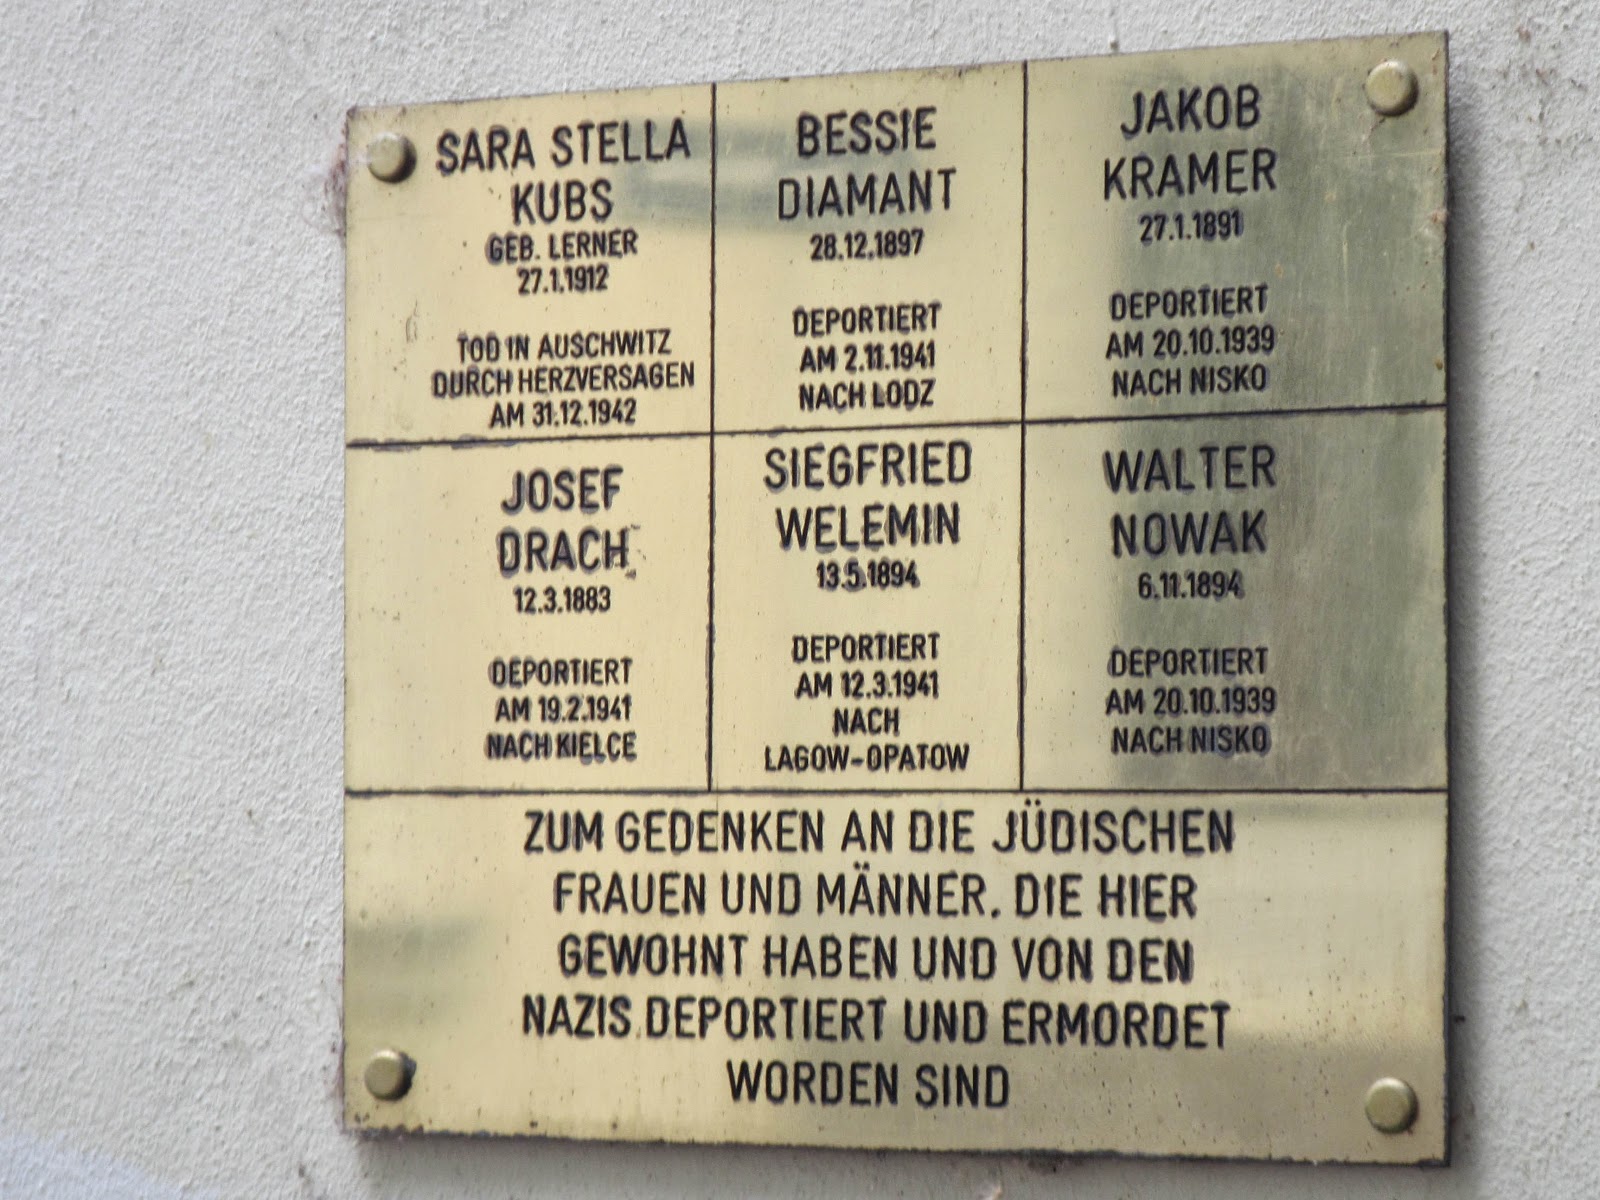 SARA STELLA
KUBS
GEB. LERNER
27.1.1912
TOD IN AUSCHWITZ
DURCH HERZVERSAGEN
AM 31.12.1942
BESSIE
DIAMANT
28.12.1897
DEPORTIERT
AM 2.11.1941
NACH LODZ
JAKOB
KRAMER
27.1.1891
DEPORTIERT
AM 20.10.1939
NACH NISKO
JOSEF
DRACH
12.3.1883
DEPORTIERT
AM 19.2.1941
NACH KIELCE
SIEGFRIED
WELEMIN
13.5.1894
DEPORTIERT
AM 12.3.1941
NACH
LAGOW-OPATOW
WALTER
NOWAK
6.11.1894
DEPORTIERT
AM 20.10.1939
NACH NISKO
ZUM GEDENKEN AN DIE JÜDISCHEN
FRAUEN UND MÄNNER, DIE HIER
GEWOHNT HABEN UND VON DEN
NAZIS DEPORTIERT UND ERMORDET
WORDEN SIND